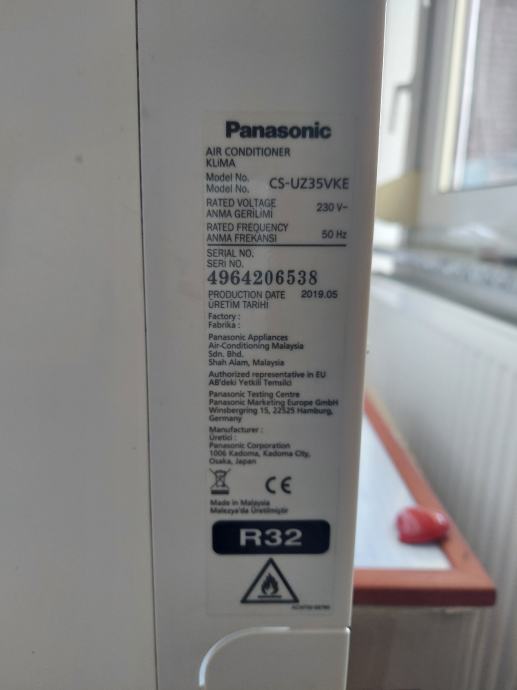 Panasonic
AIR CONDITIONER
KLİMA
Model No.
Model No. CS-UZ35VKE
RATED VOLTAGE
ANMA GERİLİMİ 230 V~
RATED FREQUENCY
ANMA FREKANSI 50 Hz
SERIAL NO.
SERI NO.
4964206538
PRODUCTION DATE 2019.05
ÜRETİM TARİHİ
Factory :
Fabrika :
Panasonic Appliances
Air-Conditioning Malaysia
Sdn. Bhd.
Shah Alam, Malaysia
Authorized representative in EU
AB'deki Yetkili Temsilci
Panasonic Testing Centre
Panasonic Marketing Europe GmbH
Winsbergring 15, 22525 Hamburg,
Germany
Manufacturer :
Üretici :
Panasonic Corporation
1006 Kadoma, Kadoma City,
Osaka, Japan
CE
Made in Malaysia
Malezya'da Üretilmiştir
R32